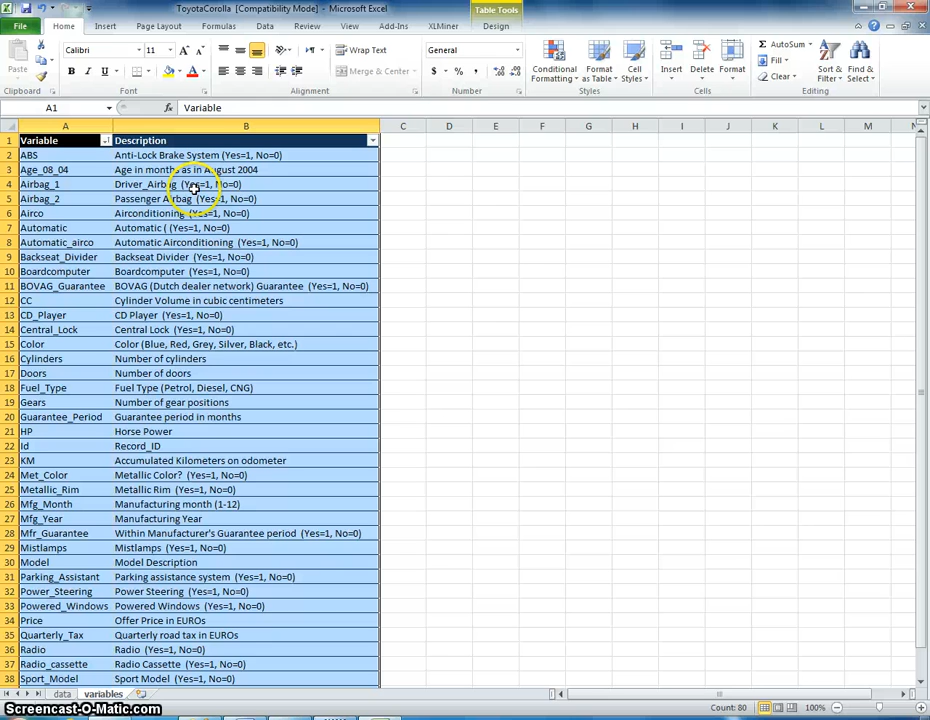 ToyotaCorolla [Compatibility Mode] - Microsoft Excel
Table Tools
File Home Insert Page Layout Formulas Data Review View Add-Ins XLMiner Design
Calibri 11 Wrap Text General AutoSum
Paste B I U Merge & Center $ % , Conditional Formatting Format as Table Cell Styles Insert Delete Format Fill Clear Sort & Filter Find & Select
Clipboard Font Alignment Number Styles Cells Editing
A1 fx Variable
A B C D E F G H I J K L M N
1 Variable Description
2 ABS Anti-Lock Brake System (Yes=1, No=0)
3 Age_08_04 Age in months as in August 2004
4 Airbag_1 Driver_Airbag (Yes=1, No=0)
5 Airbag_2 Passenger Airbag (Yes=1, No=0)
6 Airco Airconditioning (Yes=1, No=0)
7 Automatic Automatic ( (Yes=1, No=0)
8 Automatic_airco Automatic Airconditioning (Yes=1, No=0)
9 Backseat_Divider Backseat Divider (Yes=1, No=0)
10 Boardcomputer Boardcomputer (Yes=1, No=0)
11 BOVAG_Guarantee BOVAG (Dutch dealer network) Guarantee (Yes=1, No=0)
12 CC Cylinder Volume in cubic centimeters
13 CD_Player CD Player (Yes=1, No=0)
14 Central_Lock Central Lock (Yes=1, No=0)
15 Color Color (Blue, Red, Grey, Silver, Black, etc.)
16 Cylinders Number of cylinders
17 Doors Number of doors
18 Fuel_Type Fuel Type (Petrol, Diesel, CNG)
19 Gears Number of gear positions
20 Guarantee_Period Guarantee period in months
21 HP Horse Power
22 Id Record_ID
23 KM Accumulated Kilometers on odometer
24 Met_Color Metallic Color? (Yes=1, No=0)
25 Metallic_Rim Metallic Rim (Yes=1, No=0)
26 Mfg_Month Manufacturing month (1-12)
27 Mfg_Year Manufacturing Year
28 Mfr_Guarantee Within Manufacturer's Guarantee period (Yes=1, No=0)
29 Mistlamps Mistlamps (Yes=1, No=0)
30 Model Model Description
31 Parking_Assistant Parking assistance system (Yes=1, No=0)
32 Power_Steering Power Steering (Yes=1, No=0)
33 Powered_Windows Powered Windows (Yes=1, No=0)
34 Price Offer Price in EUROs
35 Quarterly_Tax Quarterly road tax in EUROs
36 Radio Radio (Yes=1, No=0)
37 Radio_cassette Radio Cassette (Yes=1, No=0)
38 Sport_Model Sport Model (Yes=1, No=0)
data variables
Screencast-O-Matic.com Count: 80 100%